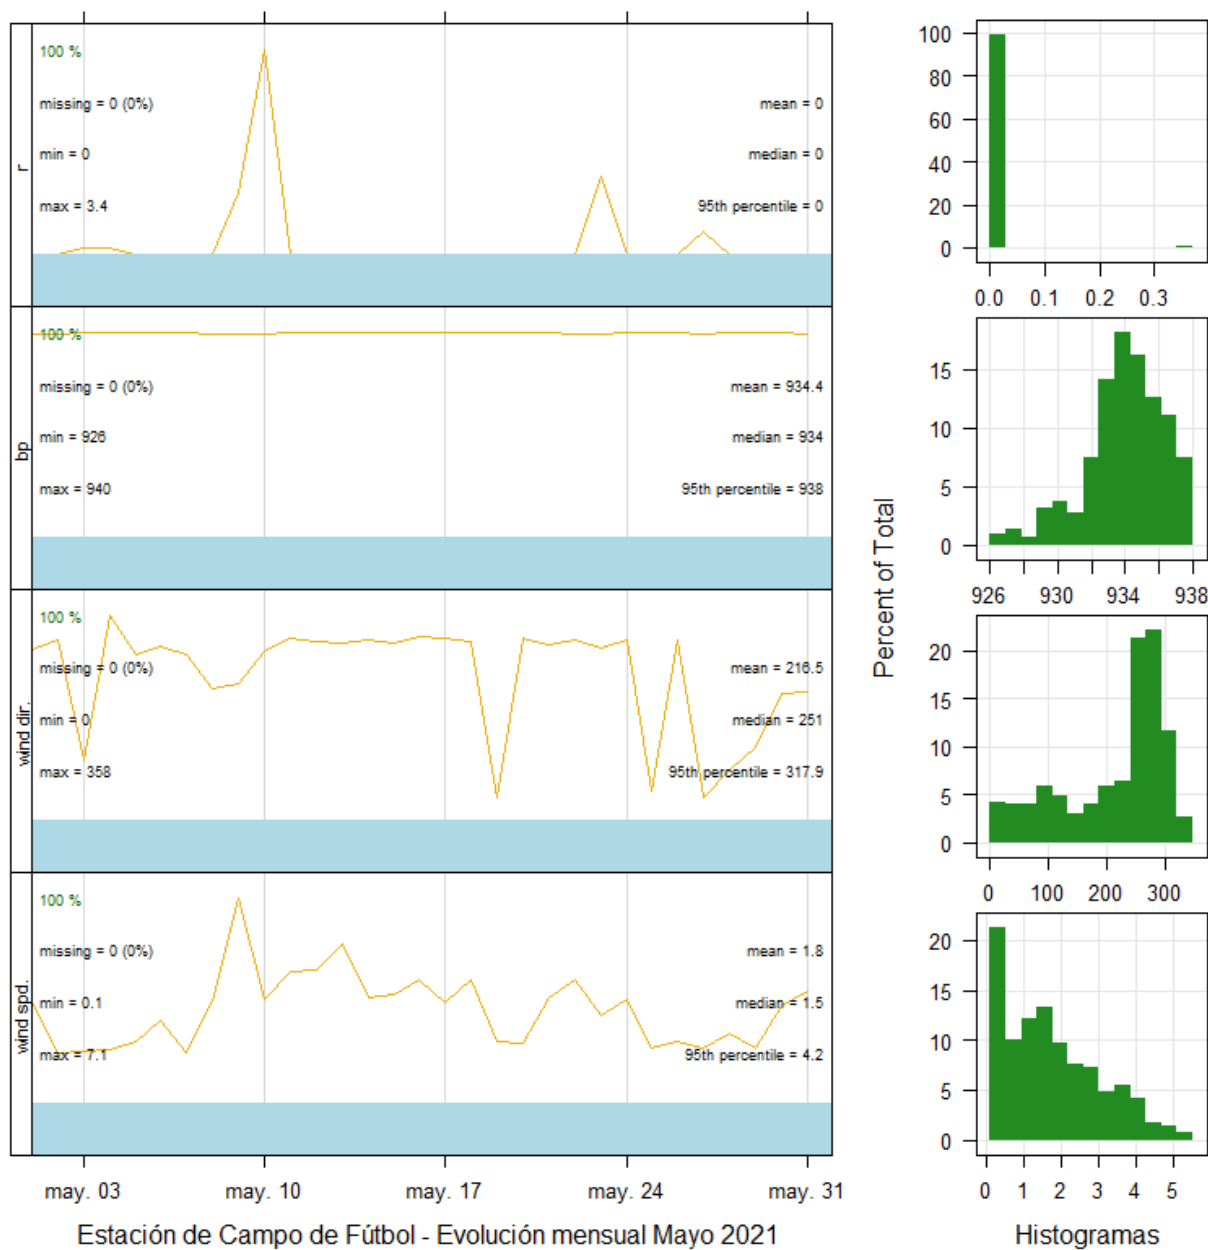 100 %
missing = 0 (0%)
mean = 0
min = 0
median = 0
max = 3.4
95th percentile = 0
r
100 %
missing = 0 (0%)
mean = 934.4
min = 926
median = 934
max = 940
95th percentile = 938
bp
100 %
missing = 0 (0%)
mean = 216.5
min = 0
median = 251
max = 358
95th percentile = 317.9
wind dir.
100 %
missing = 0 (0%)
mean = 1.8
min = 0.1
median = 1.5
max = 7.1
95th percentile = 4.2
wind spd.
may. 03 may. 10 may. 17 may. 24 may. 31
Estación de Campo de Fútbol - Evolución mensual Mayo 2021
Percent of Total
100
80
60
40
20
0
0.0 0.1 0.2 0.3
15
10
5
0
926 930 934 938
20
15
10
5
0
0 100 200 300
20
15
10
5
0
0 1 2 3 4 5
Histogramas